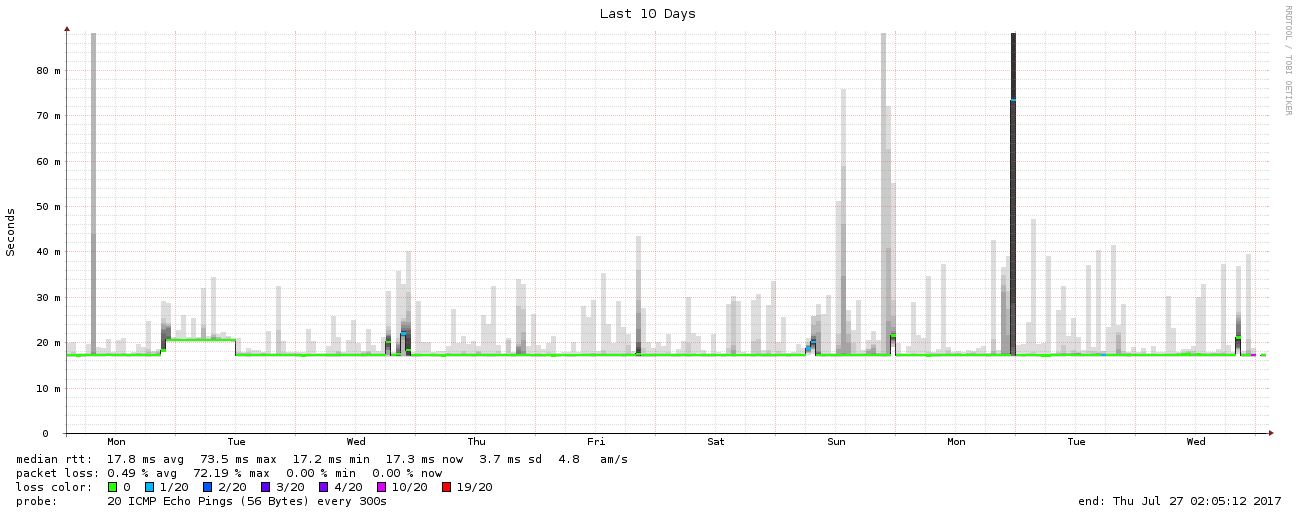 Last 10 Days
RRDTOOL / TOBI OETIKER
Seconds
80 m
70 m
60 m
50 m
40 m
30 m
20 m
10 m
0
Mon Tue Wed Thu Fri Sat Sun Mon Tue Wed
median rtt: 17.8 ms avg 73.5 ms max 17.2 ms min 17.3 ms now 3.7 ms sd 4.8 am/s
packet loss: 0.49 % avg 72.19 % max 0.00 % min 0.00 % now
loss color: 0 1/20 2/20 3/20 4/20 10/20 19/20
probe: 20 ICMP Echo Pings (56 Bytes) every 300s end: Thu Jul 27 02:05:12 2017